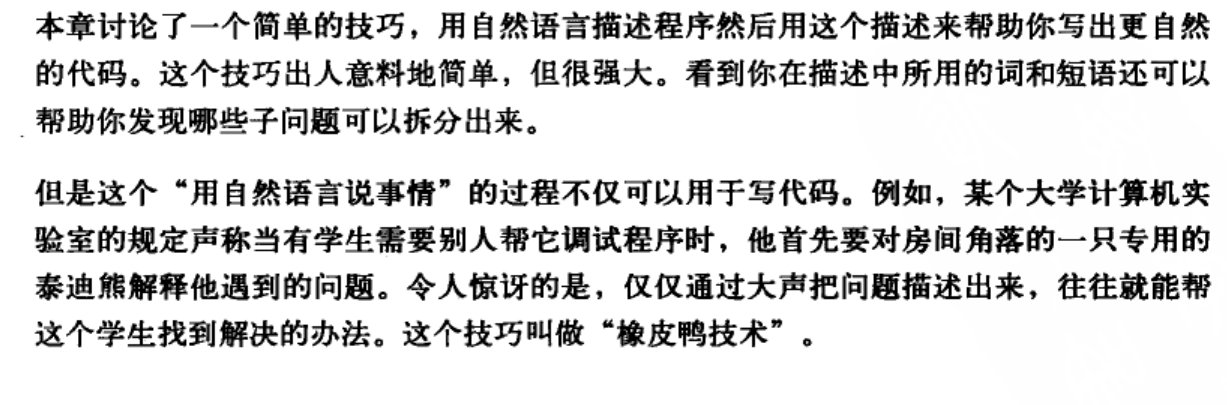 本章讨论了一个简单的技巧，用自然语言描述程序然后用这个描述来帮助你写出更自然
的代码。这个技巧出人意料地简单，但很强大。看到你在描述中所用的词和短语还可以
帮助你发现哪些子问题可以拆分出来。
但是这个“用自然语言说事情”的过程不仅可以用于写代码。例如，某个大学计算机实
验室的规定声称当有学生需要别人帮它调试程序时，他首先要对房间角落的一只专用的
泰迪熊解释他遇到的问题。令人惊讶的是，仅仅通过大声把问题描述出来，往往就能帮
这个学生找到解决的办法。这个技巧叫做“橡皮鸭技术”。